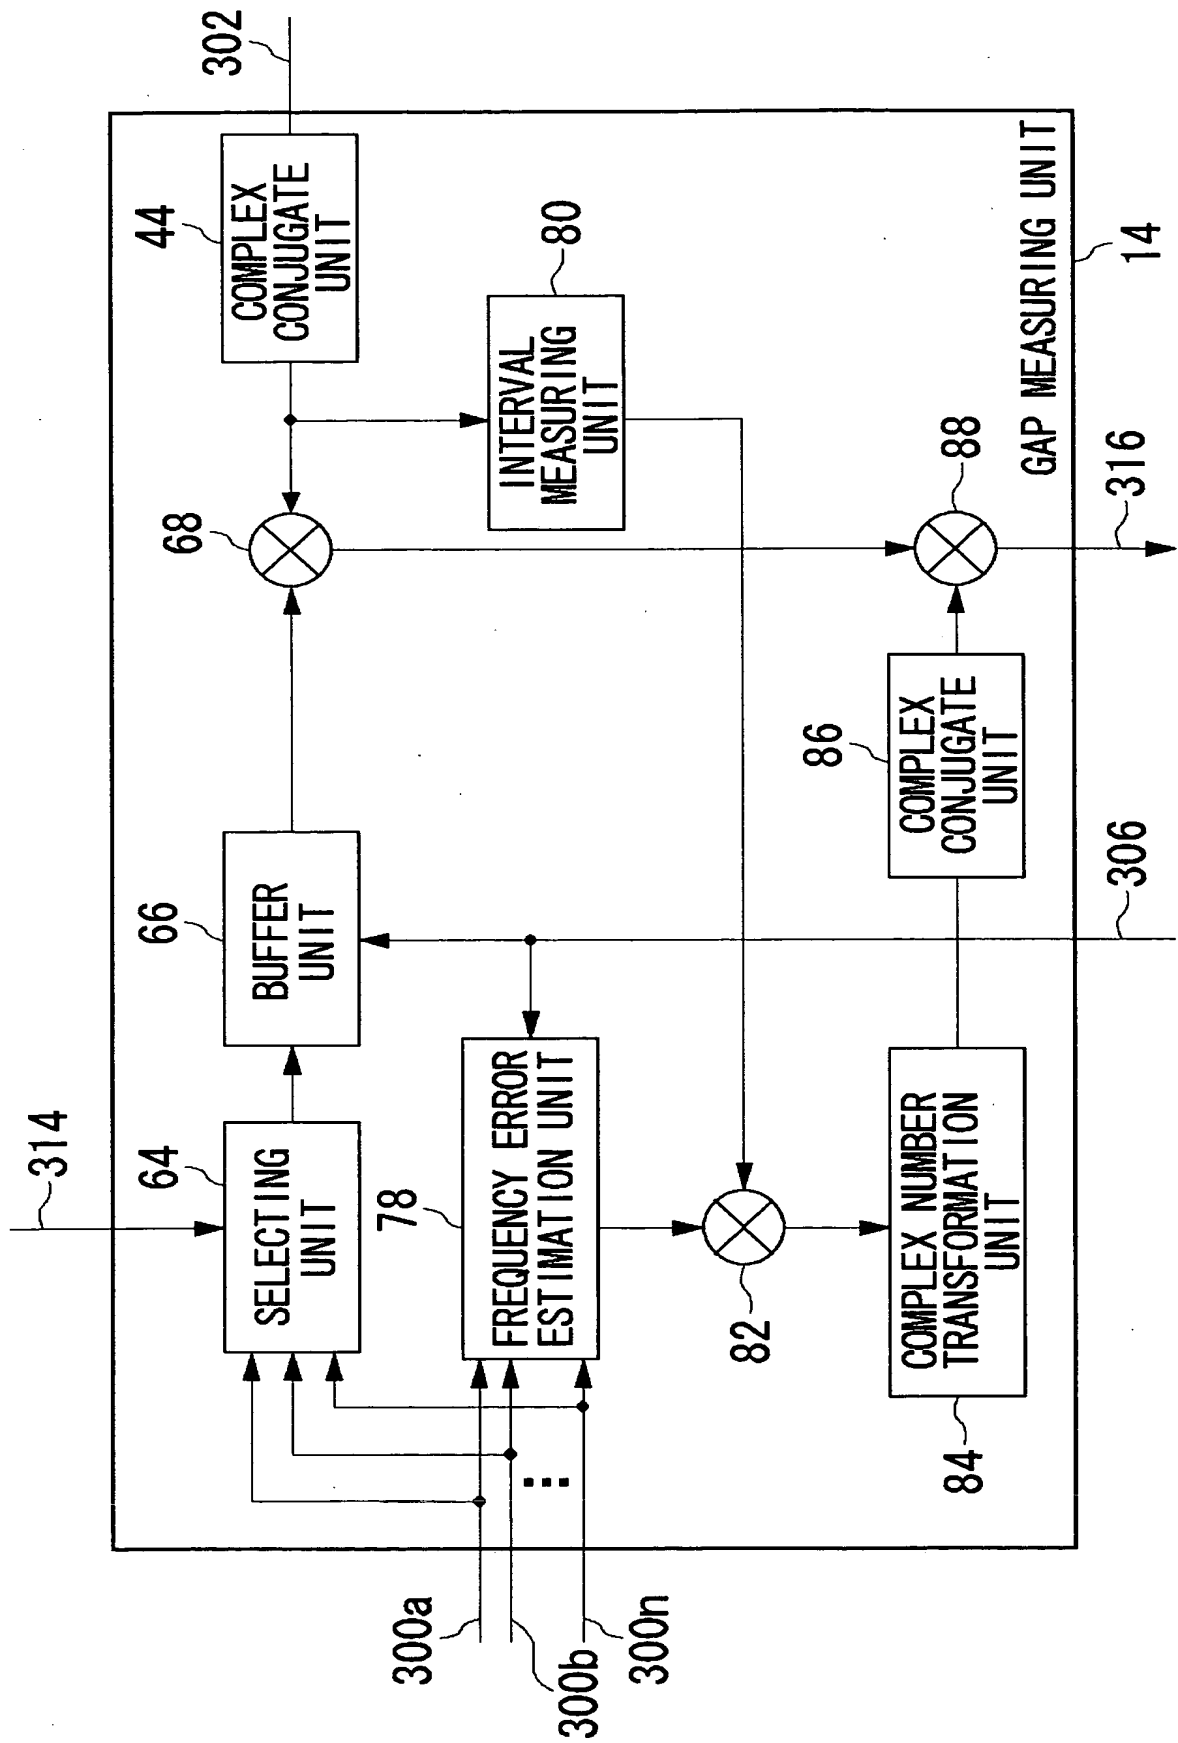 314
302
64
SELECTING
UNIT
66
BUFFER
UNIT
68
44
COMPLEX
CONJUGATE
UNIT
300a
300b
300n
78
FREQUENCY ERROR
ESTIMATION UNIT
80
INTERVAL
MEASURING
UNIT
82
84
COMPLEX NUMBER
TRANSFORMATION
UNIT
86
COMPLEX
CONJUGATE
UNIT
88
GAP MEASURING UNIT
306
316
14